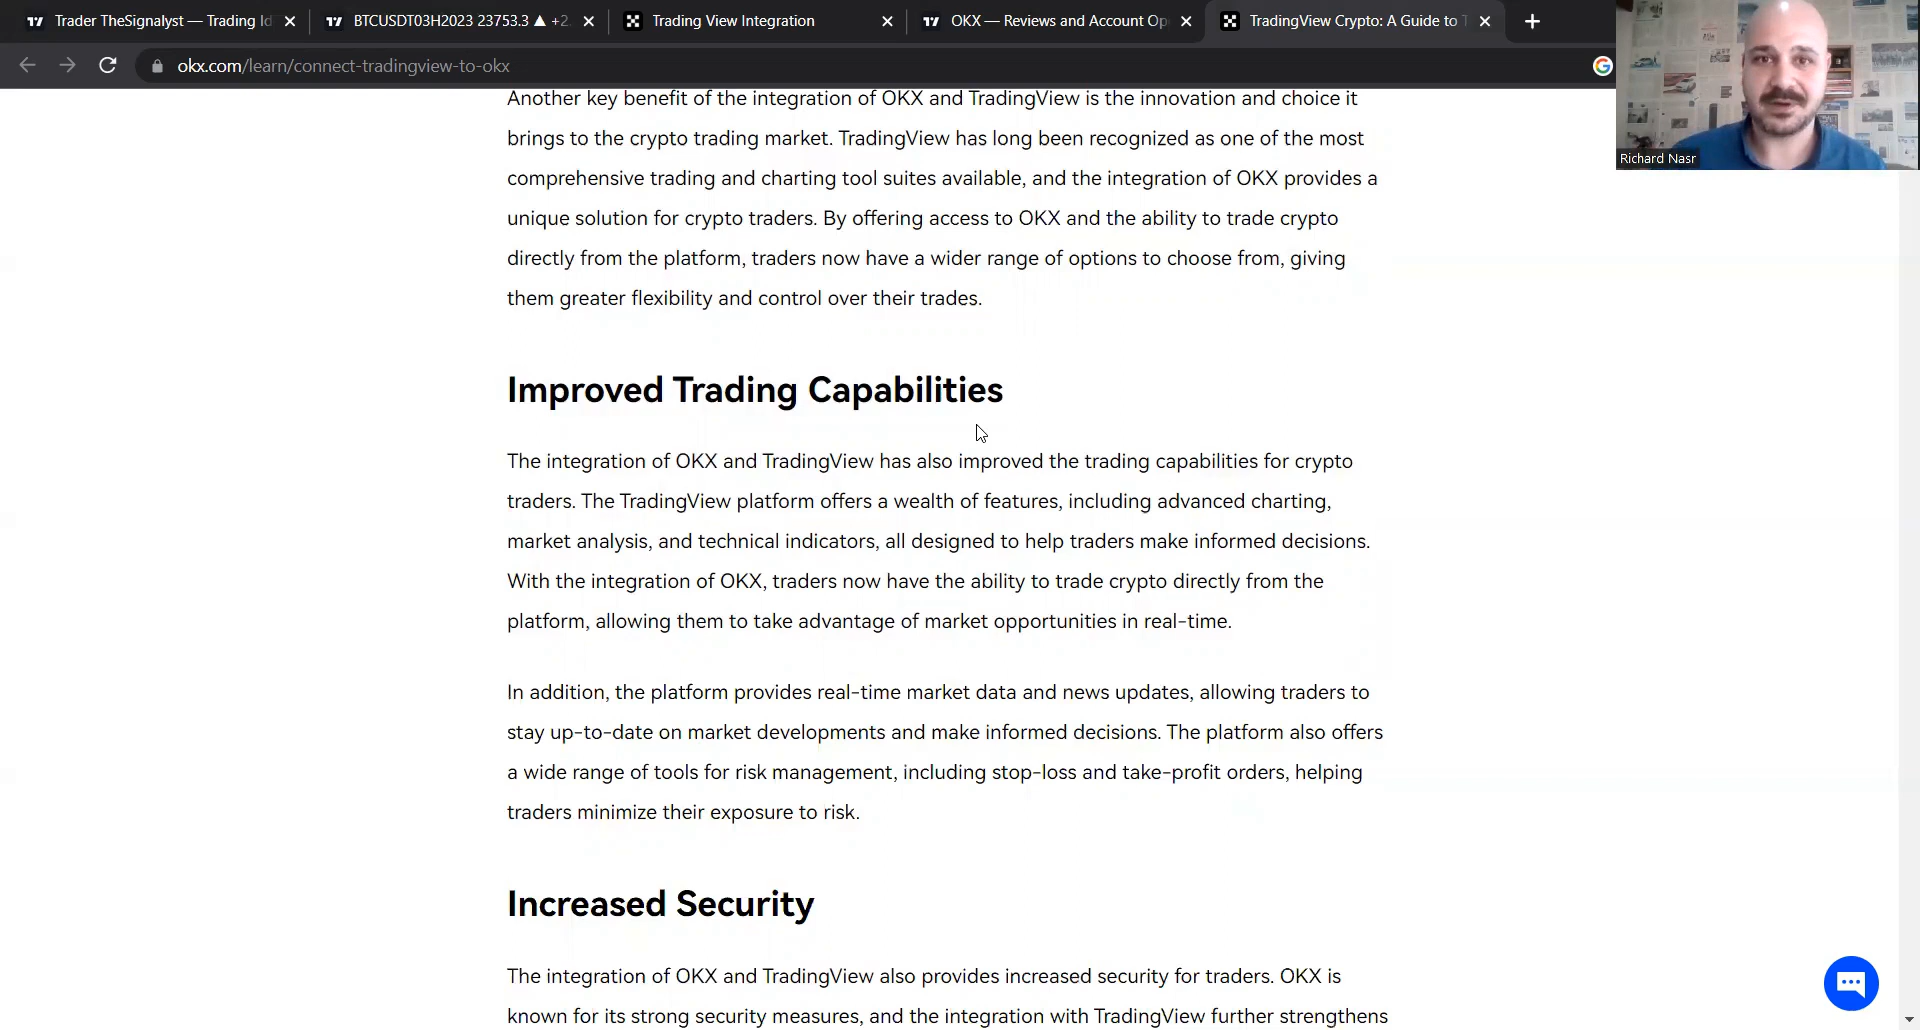 Trader TheSignalyst — Trading Id
BTCUSDT03H2023 23753.3 ▲ +2.
Trading View Integration
OKX — Reviews and Account Op
TradingView Crypto: A Guide to T
okx.com/learn/connect-tradingview-to-okx
Richard Nasr
Another key benefit of the integration of OKX and TradingView is the innovation and choice it
brings to the crypto trading market. TradingView has long been recognized as one of the most
comprehensive trading and charting tool suites available, and the integration of OKX provides a
unique solution for crypto traders. By offering access to OKX and the ability to trade crypto
directly from the platform, traders now have a wider range of options to choose from, giving
them greater flexibility and control over their trades.
Improved Trading Capabilities
The integration of OKX and TradingView has also improved the trading capabilities for crypto
traders. The TradingView platform offers a wealth of features, including advanced charting,
market analysis, and technical indicators, all designed to help traders make informed decisions.
With the integration of OKX, traders now have the ability to trade crypto directly from the
platform, allowing them to take advantage of market opportunities in real-time.
In addition, the platform provides real-time market data and news updates, allowing traders to
stay up-to-date on market developments and make informed decisions. The platform also offers
a wide range of tools for risk management, including stop-loss and take-profit orders, helping
traders minimize their exposure to risk.
Increased Security
The integration of OKX and TradingView also provides increased security for traders. OKX is
known for its strong security measures, and the integration with TradingView further strengthens